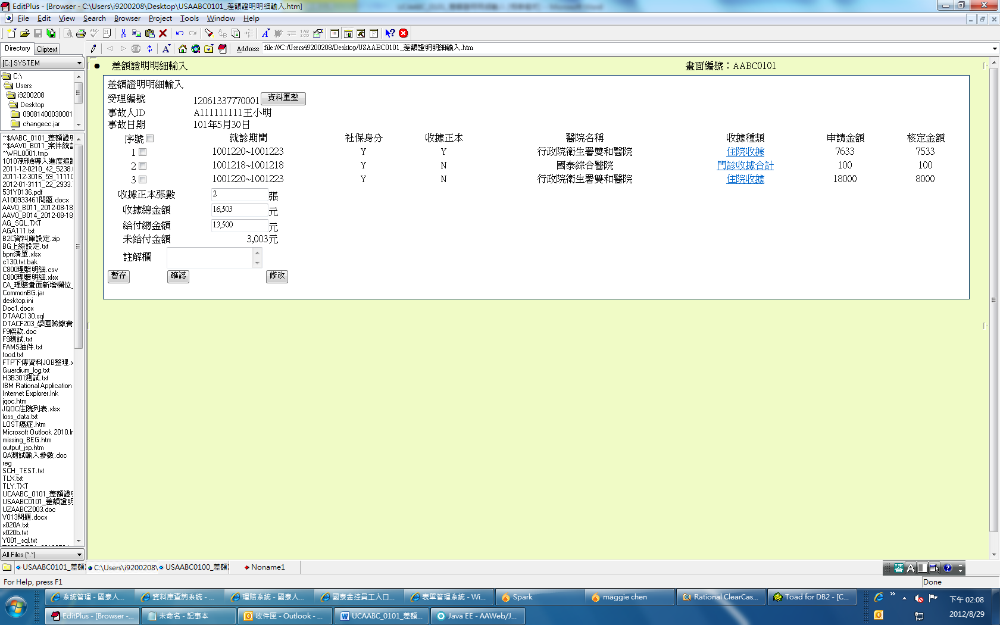 EditPlus - [Browser - C:\Users\i9200208\Desktop\USAABC0101_差額證明明細輸入.htm]
File Edit View Search Browser Project Tools Window Help
Directory Cliptext
Address file:///C:/Users/i9200208/Desktop/USAABC0101_差額證明明細輸入.htm
[C:] SYSTEM
C:\
Users
i9200208
Desktop
09081400030001
changecc.jar
~$AABC_0101_差額證明
~$AAV0_B011_案件統計
~WRL0001.tmp
10107新險導入進度追蹤
2011-12-0210_42_5238.
2011-12-3016_59_11110
2012-01-3111_22_2933.
531Y0136.pdf
A100933461問題.docx
AAV0_B011_2012-08-18
AAV0_B014_2012-08-18
AG_SQL.TXT
AGA111.txt
B2C資料庫設定.zip
BG上線設定.txt
bpm清單.xlsx
c130.txt.bak
C800理賠明細.csv
C800理賠明細.xlsx
CA_理賠畫面新增欄位_
CommonBG.jar
desktop.ini
Doc1.docx
DTAAC130.sql
DTACF203_學團險繳費
F9條款.doc
F9測試.txt
FAMS抽件.txt
food.txt
FTP下傳資料JOB整理.x
Guardium_log.txt
H3B301測試.txt
IBM Rational Application
Internet Explorer.lnk
jqoc.htm
JQOC住院列表.xlsx
loss_data.txt
LOST癌症.htm
Microsoft Outlook 2010.ln
missing_BEG.htm
output_jsp.htm
QA測試輸入參數.doc
reg
SCH_TEST.txt
TLX.txt
TLY.TXT
UCAABC_0101_差額證明
USAABC0101_差額證明
UZAABCZ003.doc
V013問題.docx
x020A.txt
x020b.txt
Y001_sql.txt
All Files (*.*)
● 差額證明明細輸入 畫面編號：AABC0101
差額證明明細輸入
受理編號 12061337770001 資料重整
事故人ID A111111111王小明
事故日期 101年5月30日
序號 就診期間 社保身分 收據正本 醫院名稱 收據種類 申請金額 核定金額
1 1001220~1001223 Y Y 行政院衛生署雙和醫院 住院收據 7633 7533
2 1001218~1001218 Y N 國泰綜合醫院 門診收據合計 100 100
3 1001220~1001223 Y N 行政院衛生署雙和醫院 住院收據 18000 8000
收據正本張數 2 張
收據總金額 16,503 元
給付總金額 13,500 元
未給付金額 3,003元
註解欄
暫存 確認 修改
USAABC0101_差額 C:\Users\i9200208\ USAABC0100_差額 Noname1
For Help, press F1 Done
系統管理 - 國泰人... 資料庫查詢系統 - ... 理賠系統 - 國泰人... 國泰金控員工入口... 表單管理系統 - Wi... Spark maggie chen Rational ClearCas... Toad for DB2 - [C... 下午 02:08
EditPlus - [Browser -... 未命名 - 記事本 收件匣 - Outlook - ... UCAABC_0101_差額... Java EE - AAWeb/J... 2012/8/29